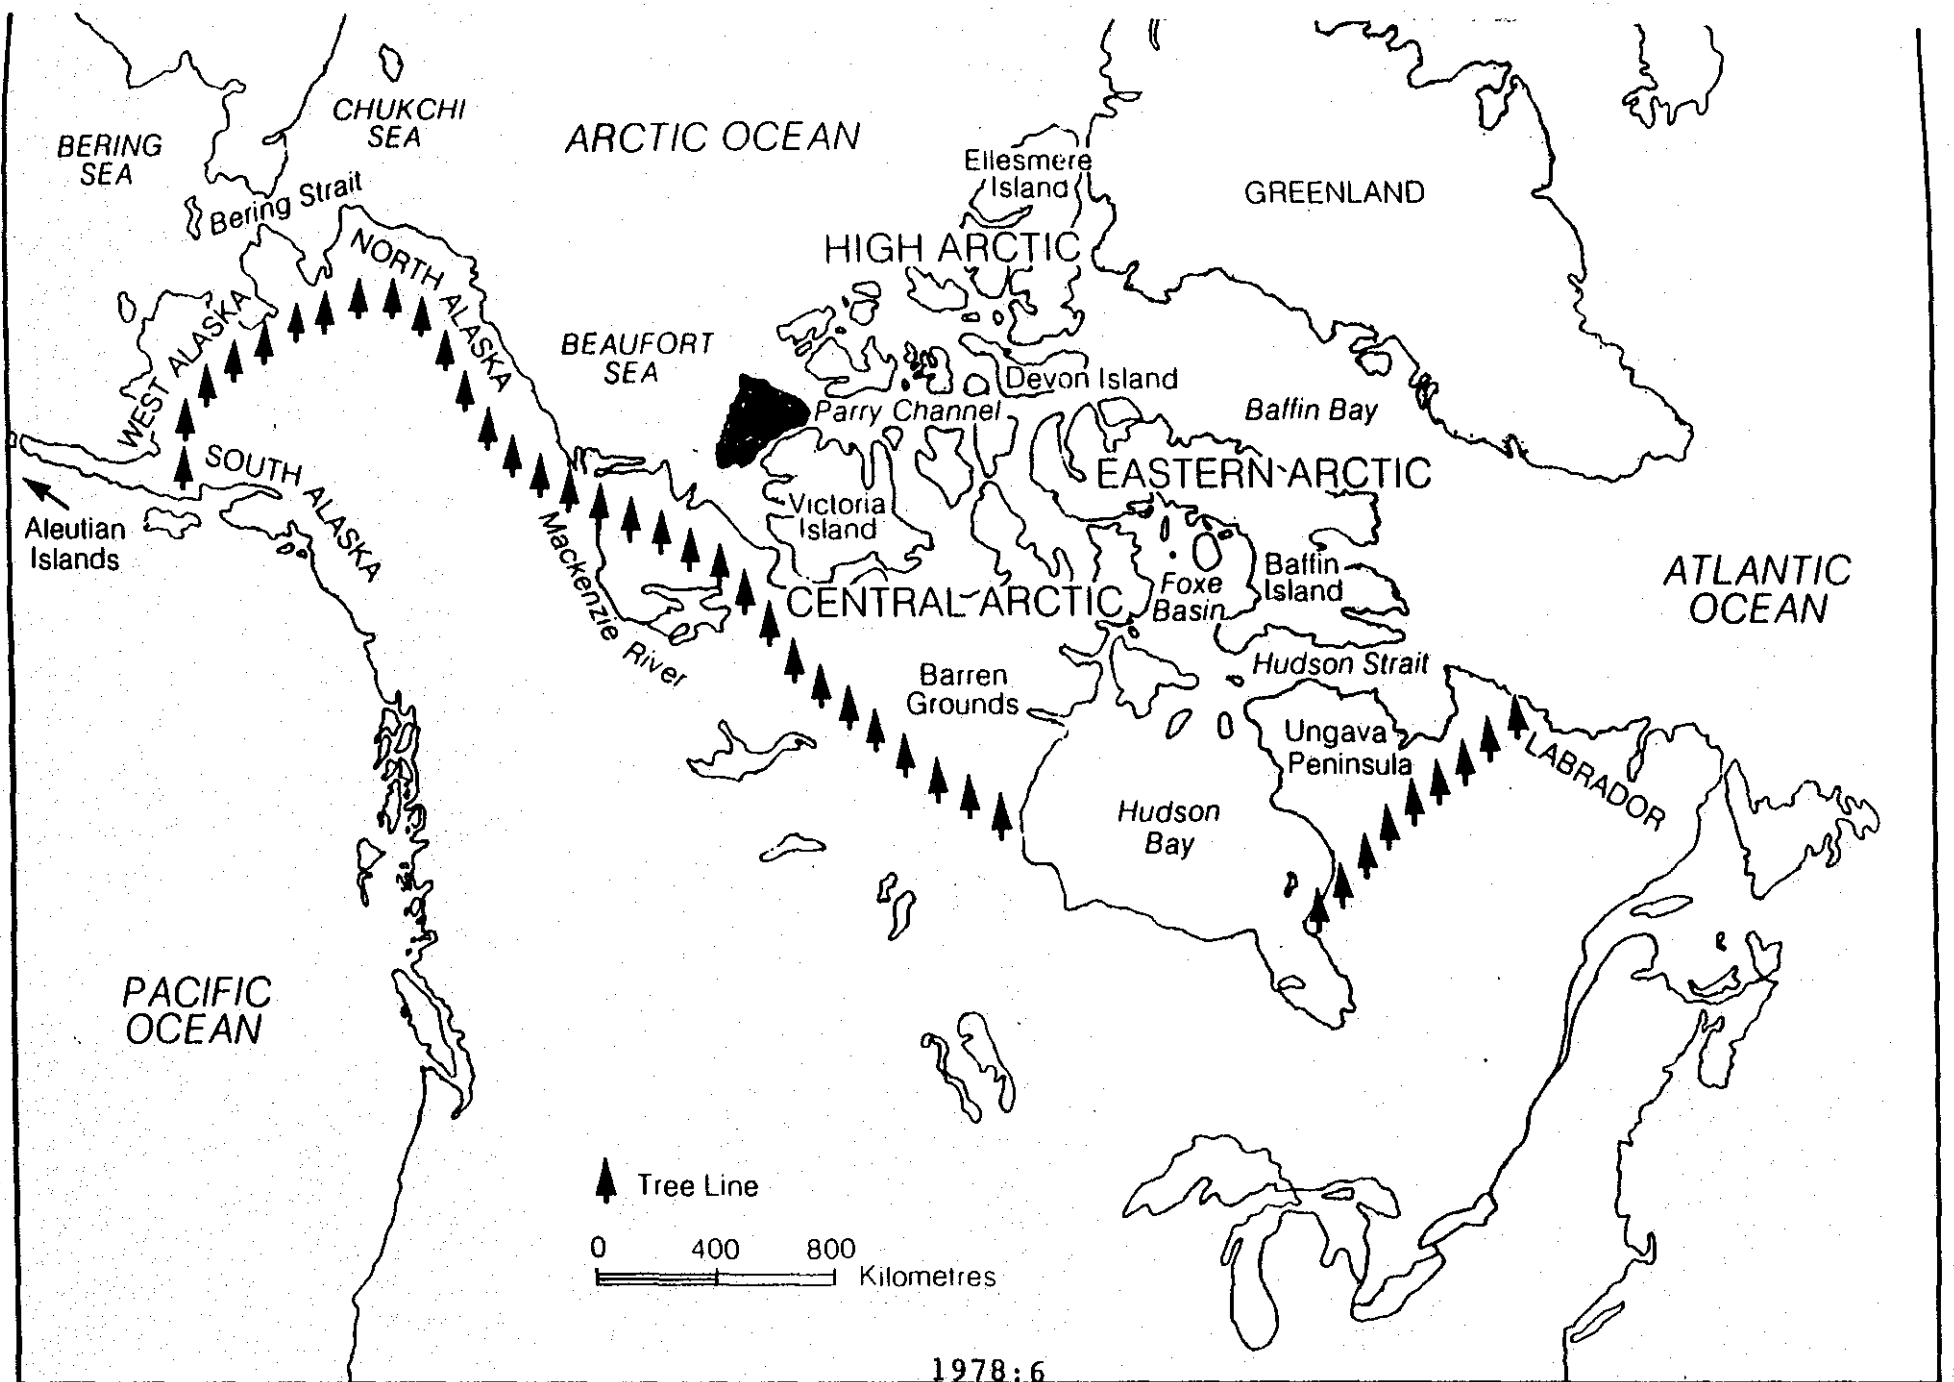 CHUKCHI
SEA
BERING
SEA
ARCTIC OCEAN
Bering Strait
Ellesmere
Island
GREENLAND
HIGH ARCTIC
NORTH ALASKA
WEST ALASKA
BEAUFORT
SEA
Devon Island
Parry Channel
Baffin Bay
SOUTH ALASKA
EASTERN ARCTIC
Aleutian
Islands
Victoria
Island
Mackenzie River
CENTRAL ARCTIC
Foxe
Basin
Baffin
Island
ATLANTIC
OCEAN
Barren
Grounds
Hudson Strait
Ungava
Peninsula
LABRADOR
Hudson
Bay
PACIFIC
OCEAN
Tree Line
0 400 800
Kilometres
1978:6